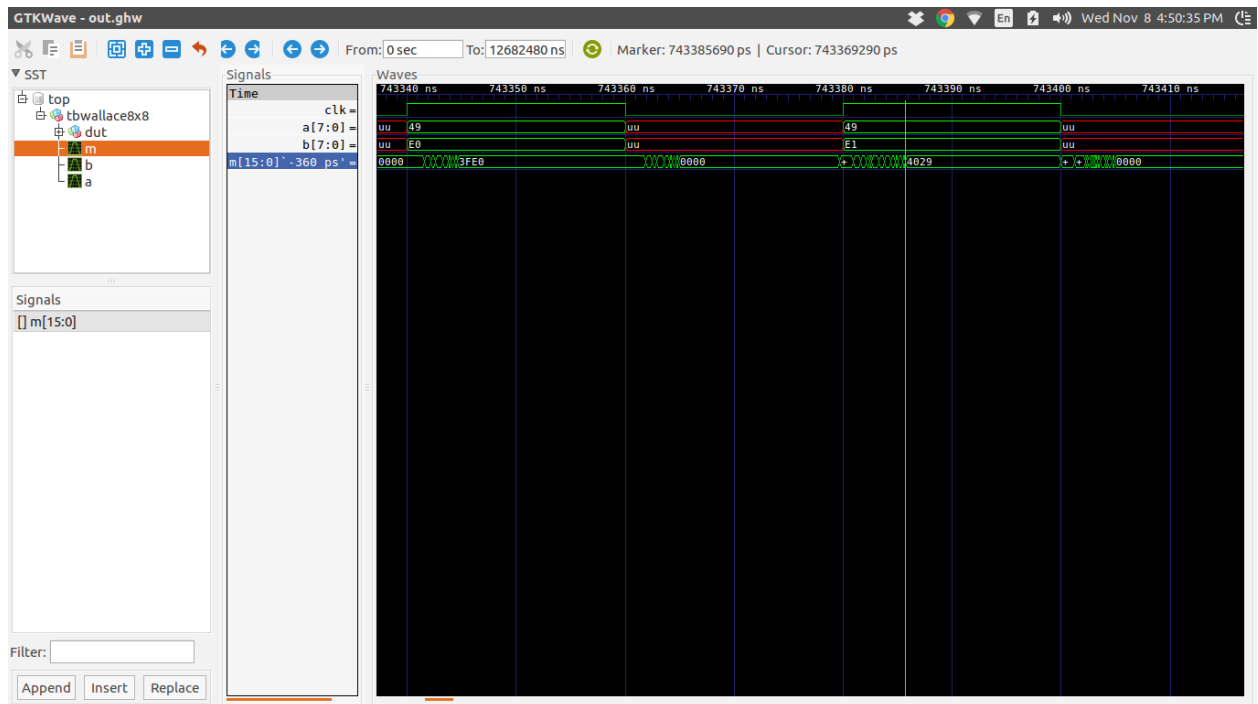 GTKWave - out.ghw
En
Wed Nov 8 4:50:35 PM
From: 0 sec
To: 12682480 ns
Marker: 743385690 ps | Cursor: 743369290 ps
SST
top
tbwallace8x8
dut
m
b
a
Signals
[] m[15:0]
Filter:
Append Insert Replace
Signals
Time
clk=
a[7:0]=
b[7:0]=
m[15:0]`-360 ps'=
Waves
743340 ns 743350 ns 743360 ns 743370 ns 743380 ns 743390 ns 743400 ns 743410 ns
uu 49 uu 49 uu
uu E0 uu E1 uu
0000 3FE0 0000 + 4029 + + 0000